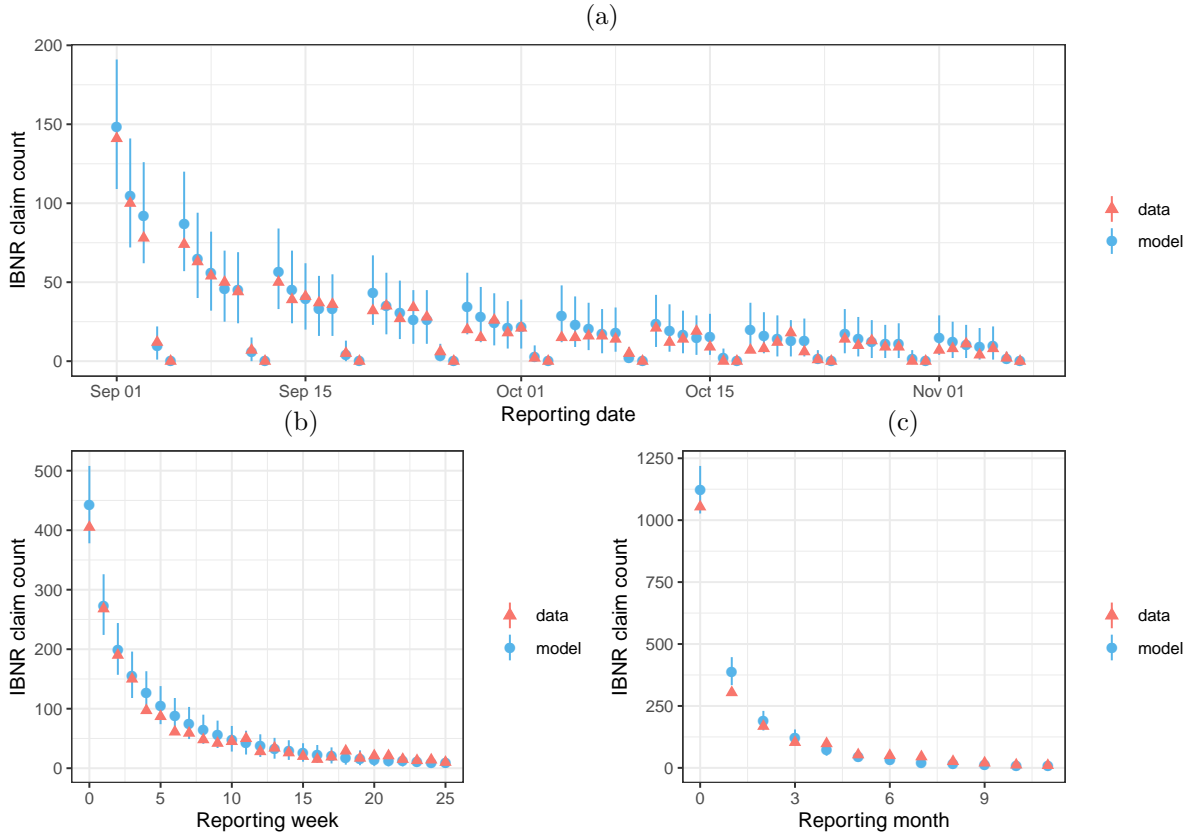 (a)
IBNR claim count
200
150
100
50
0
Sep 01
Sep 15
Oct 01
Oct 15
Nov 01
Reporting date
data
model
(b)
IBNR claim count
500
400
300
200
100
0
0
5
10
15
20
25
Reporting week
data
model
(c)
IBNR claim count
1250
1000
750
500
250
0
0
3
6
9
Reporting month
data
model